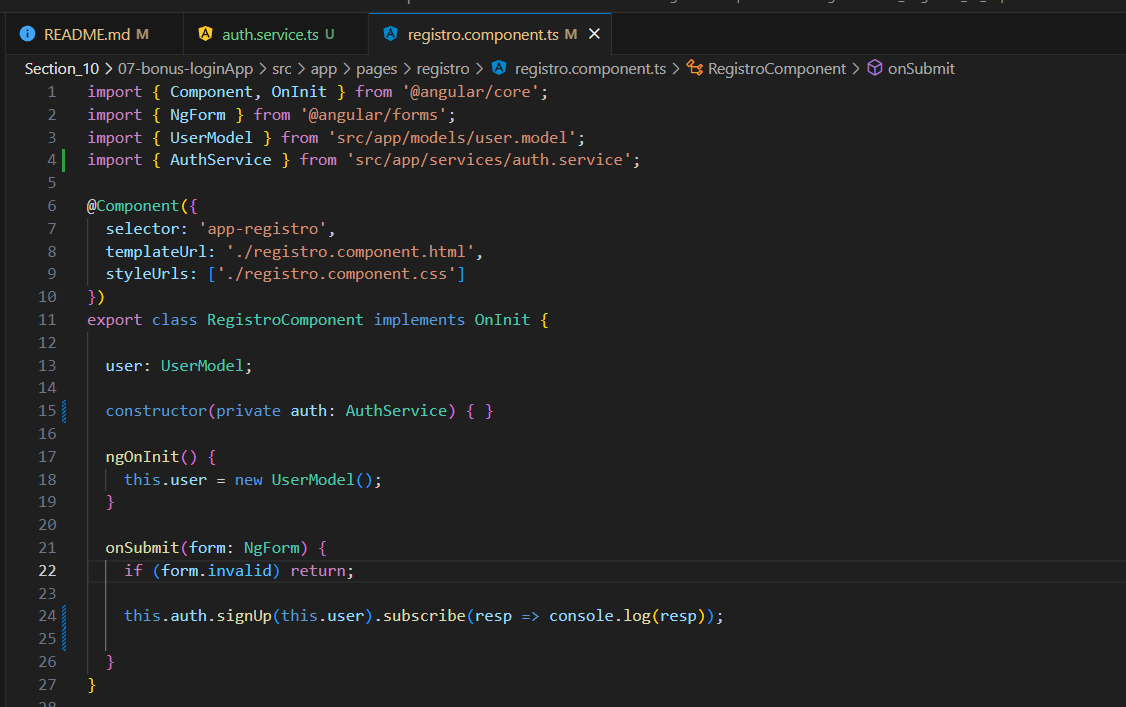 README.md M auth.service.ts U registro.component.ts M
Section_10 > 07-bonus-loginApp > src > app > pages > registro > registro.component.ts > RegistroComponent > onSubmit
1 import { Component, OnInit } from '@angular/core';
2 import { NgForm } from '@angular/forms';
3 import { UserModel } from 'src/app/models/user.model';
4 import { AuthService } from 'src/app/services/auth.service';
5
6 @Component({
7   selector: 'app-registro',
8   templateUrl: './registro.component.html',
9   styleUrls: ['./registro.component.css']
10 })
11 export class RegistroComponent implements OnInit {
12
13   user: UserModel;
14
15   constructor(private auth: AuthService) { }
16
17   ngOnInit() {
18     this.user = new UserModel();
19   }
20
21   onSubmit(form: NgForm) {
22     if (form.invalid) return;
23
24     this.auth.signUp(this.user).subscribe(resp => console.log(resp));
25
26   }
27 }
28